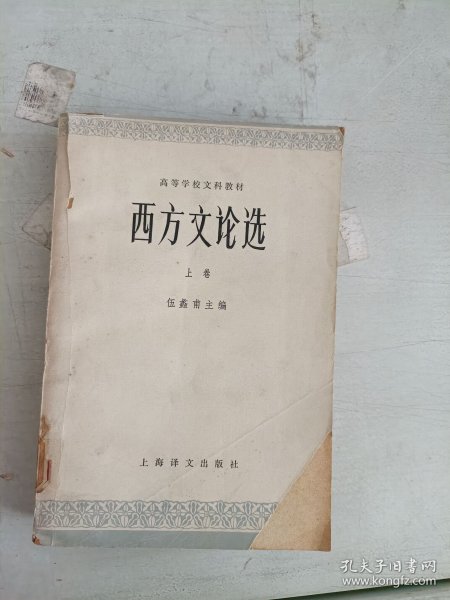 高等学校文科教材
西方文论选
上卷
伍蠡甫主编
上海译文出版社
孔夫子旧书网
www.kongfz.com